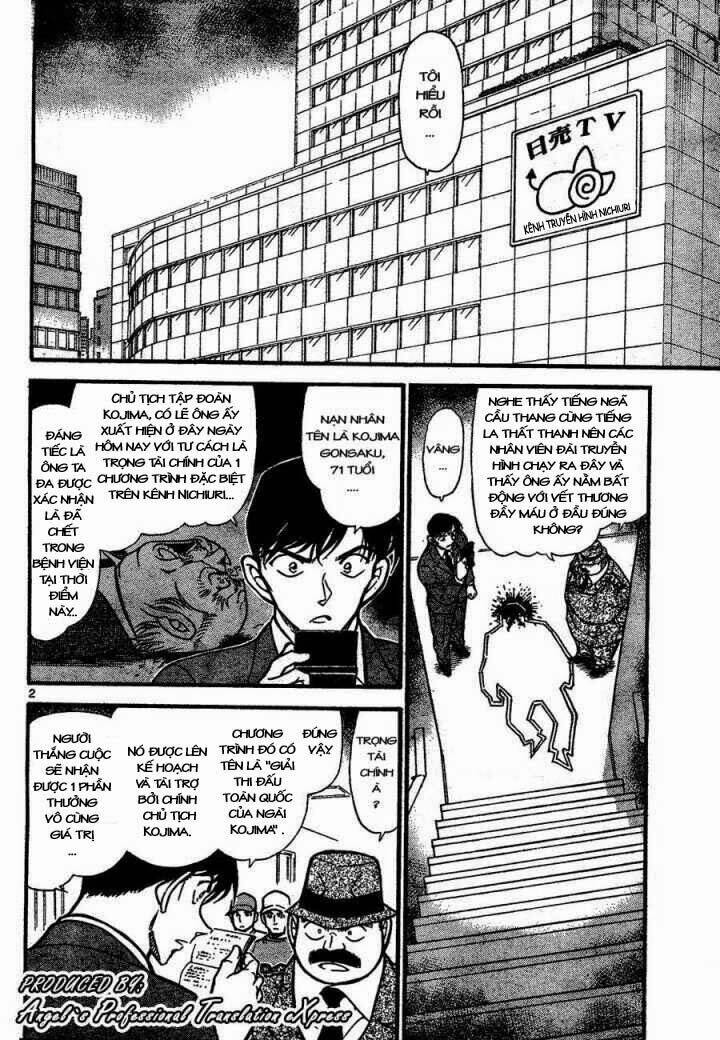 TÔI
HIỂU
RỒI
...
日売TV
KÊNH TRUYỀN HÌNH NICHIURI
NGHE THẤY TIẾNG NGÃ
CẦU THANG CÙNG TIẾNG
LA THẤT THANH NÊN CÁC
NHÂN VIÊN ĐÀI TRUYỀN
HÌNH CHẠY RA ĐÂY VÀ
THẤY ÔNG ẤY NẰM BẤT
ĐỘNG VỚI VẾT THƯƠNG
ĐẦY MÁU Ở ĐẦU ĐÚNG
KHÔNG?
VÂNG
...
NẠN NHÂN
TÊN LÀ KOJIMA
GONSAKU,
71 TUỔI
....
CHỦ TỊCH TẬP ĐOÀN
KOJIMA, CÓ LẼ ÔNG ẤY
XUẤT HIỆN Ở ĐÂY NGÀY
HÔM NAY VỚI TƯ CÁCH LÀ
TRỌNG TÀI CHÍNH CỦA 1
CHƯƠNG TRÌNH ĐẶC BIỆT
TRÊN KÊNH NICHIURI...
ĐÁNG
TIẾC LÀ
ÔNG TA
ĐA ĐƯỢC
XÁC NHẬN
LÀ ĐÃ
CHẾT
TRONG
BỆNH VIỆN
TẠI THỜI
ĐIỂM
NÀY...
2
TRỌNG
TÀI
CHÍNH
À
?
ĐÚNG
VẬY.
CHƯƠNG
TRÌNH ĐÓ CÓ
TÊN LÀ "GIẢI
THI ĐẤU
TOÀN QUỐC
CỦA NGÀI
KOJIMA" .
NÓ ĐƯỢC LÊN
KẾ HOẠCH
VÀ TÀI TRỢ
BỞI CHÍNH
CHỦ TỊCH
KOJIMA.
NGƯỜI
THẮNG CUỘC
SẼ NHẬN
ĐƯỢC 1 PHẦN
THƯỞNG
VÔ CÙNG
GIÁ TRỊ
...
PRODUCED BY:
Angel`s Professional Translation eXpress